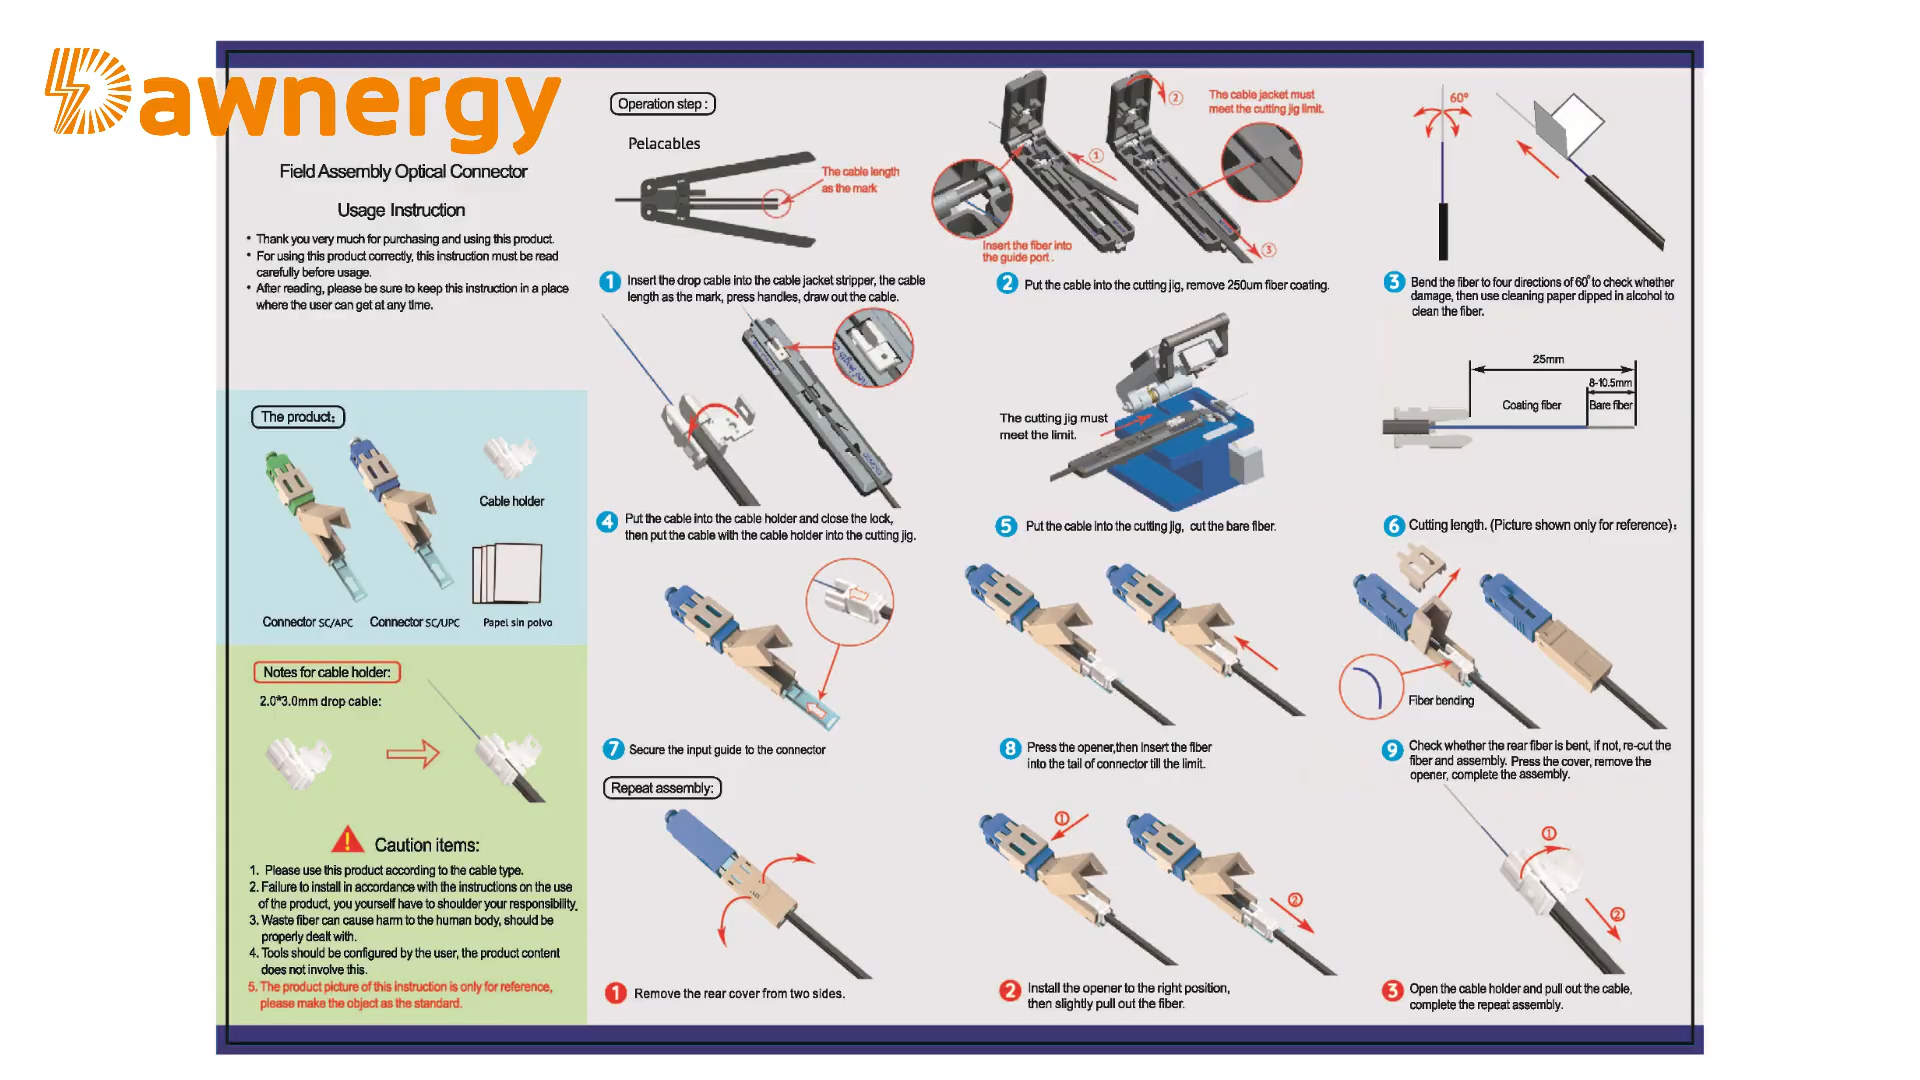 Dawnergy
Field Assembly Optical Connector
Usage Instruction
• Thank you very much for purchasing and using this product.
• For using this product correctly, this instruction must be read
carefully before usage.
• After reading, please be sure to keep this instruction in a place
where the user can get at any time.
The product:
Cable holder
Connector SC/APC
Connector SC/UPC
Papel sin polvo
Notes for cable holder:
2.0*3.0mm drop cable:
Caution items:
1. Please use this product according to the cable type.
2. Failure to install in accordance with the instructions on the use
of the product, you yourself have to shoulder your responsibility.
3. Waste fiber can cause harm to the human body, should be
properly dealt with.
4. Tools should be configured by the user, the product content
does not involve this.
5. The product picture of this instruction is only for reference,
please make the object as the standard.
Operation step :
Pelacables
The cable length
as the mark
1 Insert the drop cable into the cable jacket stripper, the cable
length as the mark, press handles, draw out the cable.
②
The cable jacket must
meet the cutting jig limit.
①
Insert the fiber into
the guide port .
③
2 Put the cable into the cutting jig, remove 250um fiber coating.
60°
3 Bend the fiber to four directions of 60° to check whether
damage, then use cleaning paper dipped in alcohol to
clean the fiber.
4 Put the cable into the cable holder and close the lock,
then put the cable with the cable holder into the cutting jig.
The cutting jig must
meet the limit.
5 Put the cable into the cutting jig, cut the bare fiber.
25mm
8-10.5mm
Coating fiber
Bare fiber
6 Cutting length. (Picture shown only for reference):
7 Secure the input guide to the connector
8 Press the opener,then insert the fiber
into the tail of connector till the limit.
Fiber bending
9 Check whether the rear fiber is bent, if not, re-cut the
fiber and assembly. Press the cover, remove the
opener, complete the assembly.
Repeat assembly:
1 Remove the rear cover from two sides.
①
②
2 Install the opener to the right position,
then slightly pull out the fiber.
①
②
3 Open the cable holder and pull out the cable,
complete the repeat assembly.